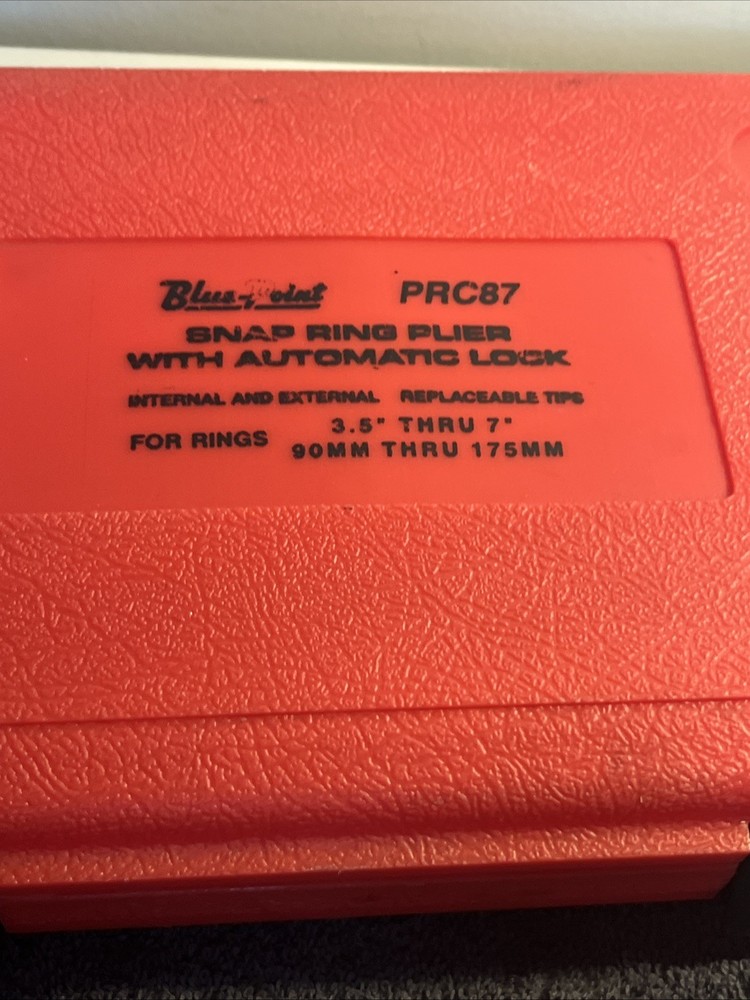 Blue-Point PRC87
SNAP RING PLIER
WITH AUTOMATIC LOCK
INTERNAL AND EXTERNAL REPLACEABLE TIPS
FOR RINGS 3.5" THRU 7"
90MM THRU 175MM